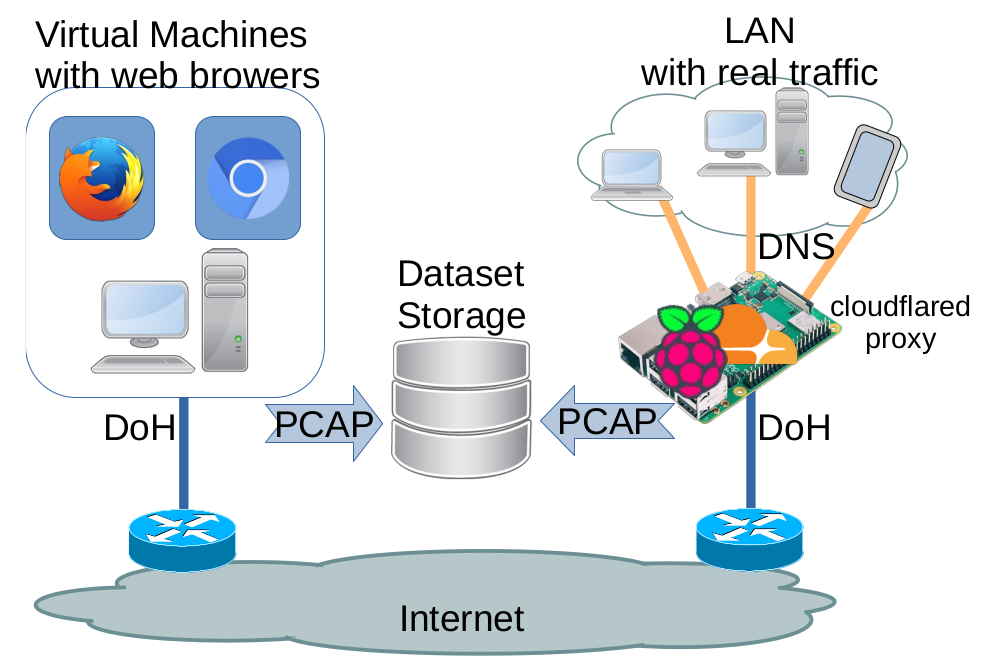 Virtual Machines
with web browers
LAN
with real traffic
DNS
cloudflared
proxy
Dataset
Storage
DoH
PCAP
PCAP
DoH
Internet